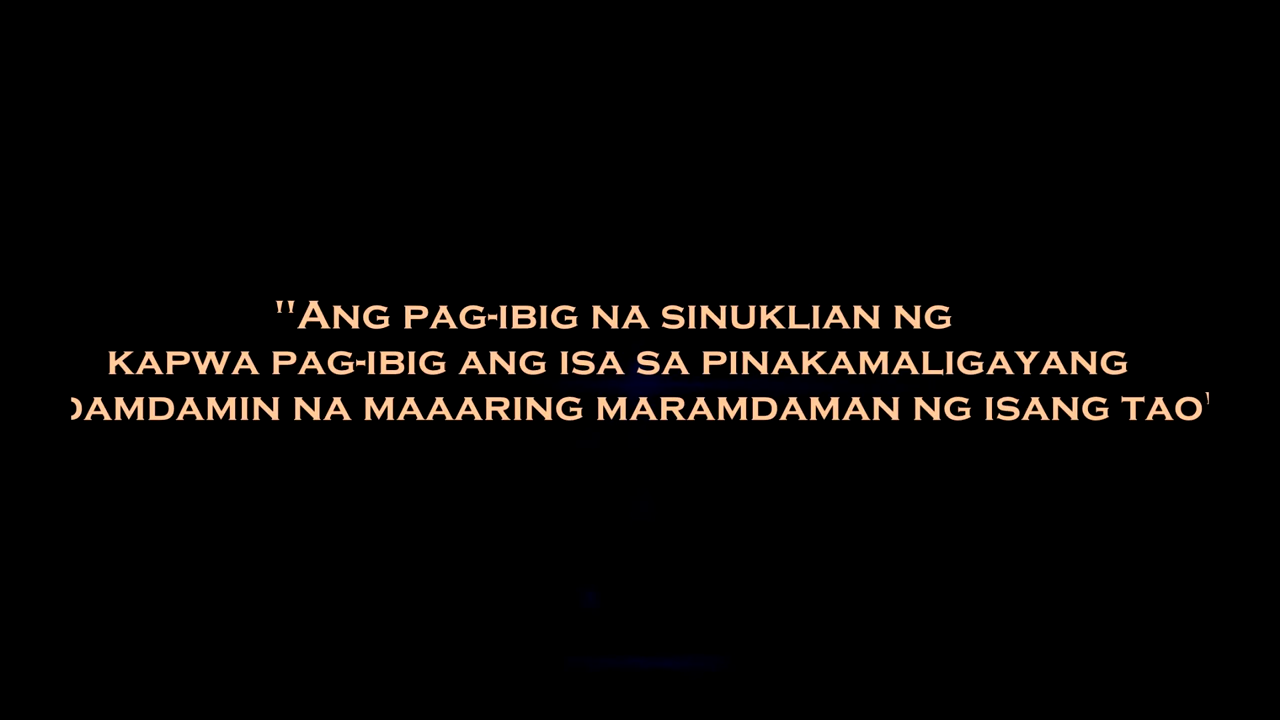 "Ang pag-ibig na sinuklian ng
kapwa pag-ibig ang isa sa pinakamaligayang
damdamin na maaaring maramdaman ng isang tao"